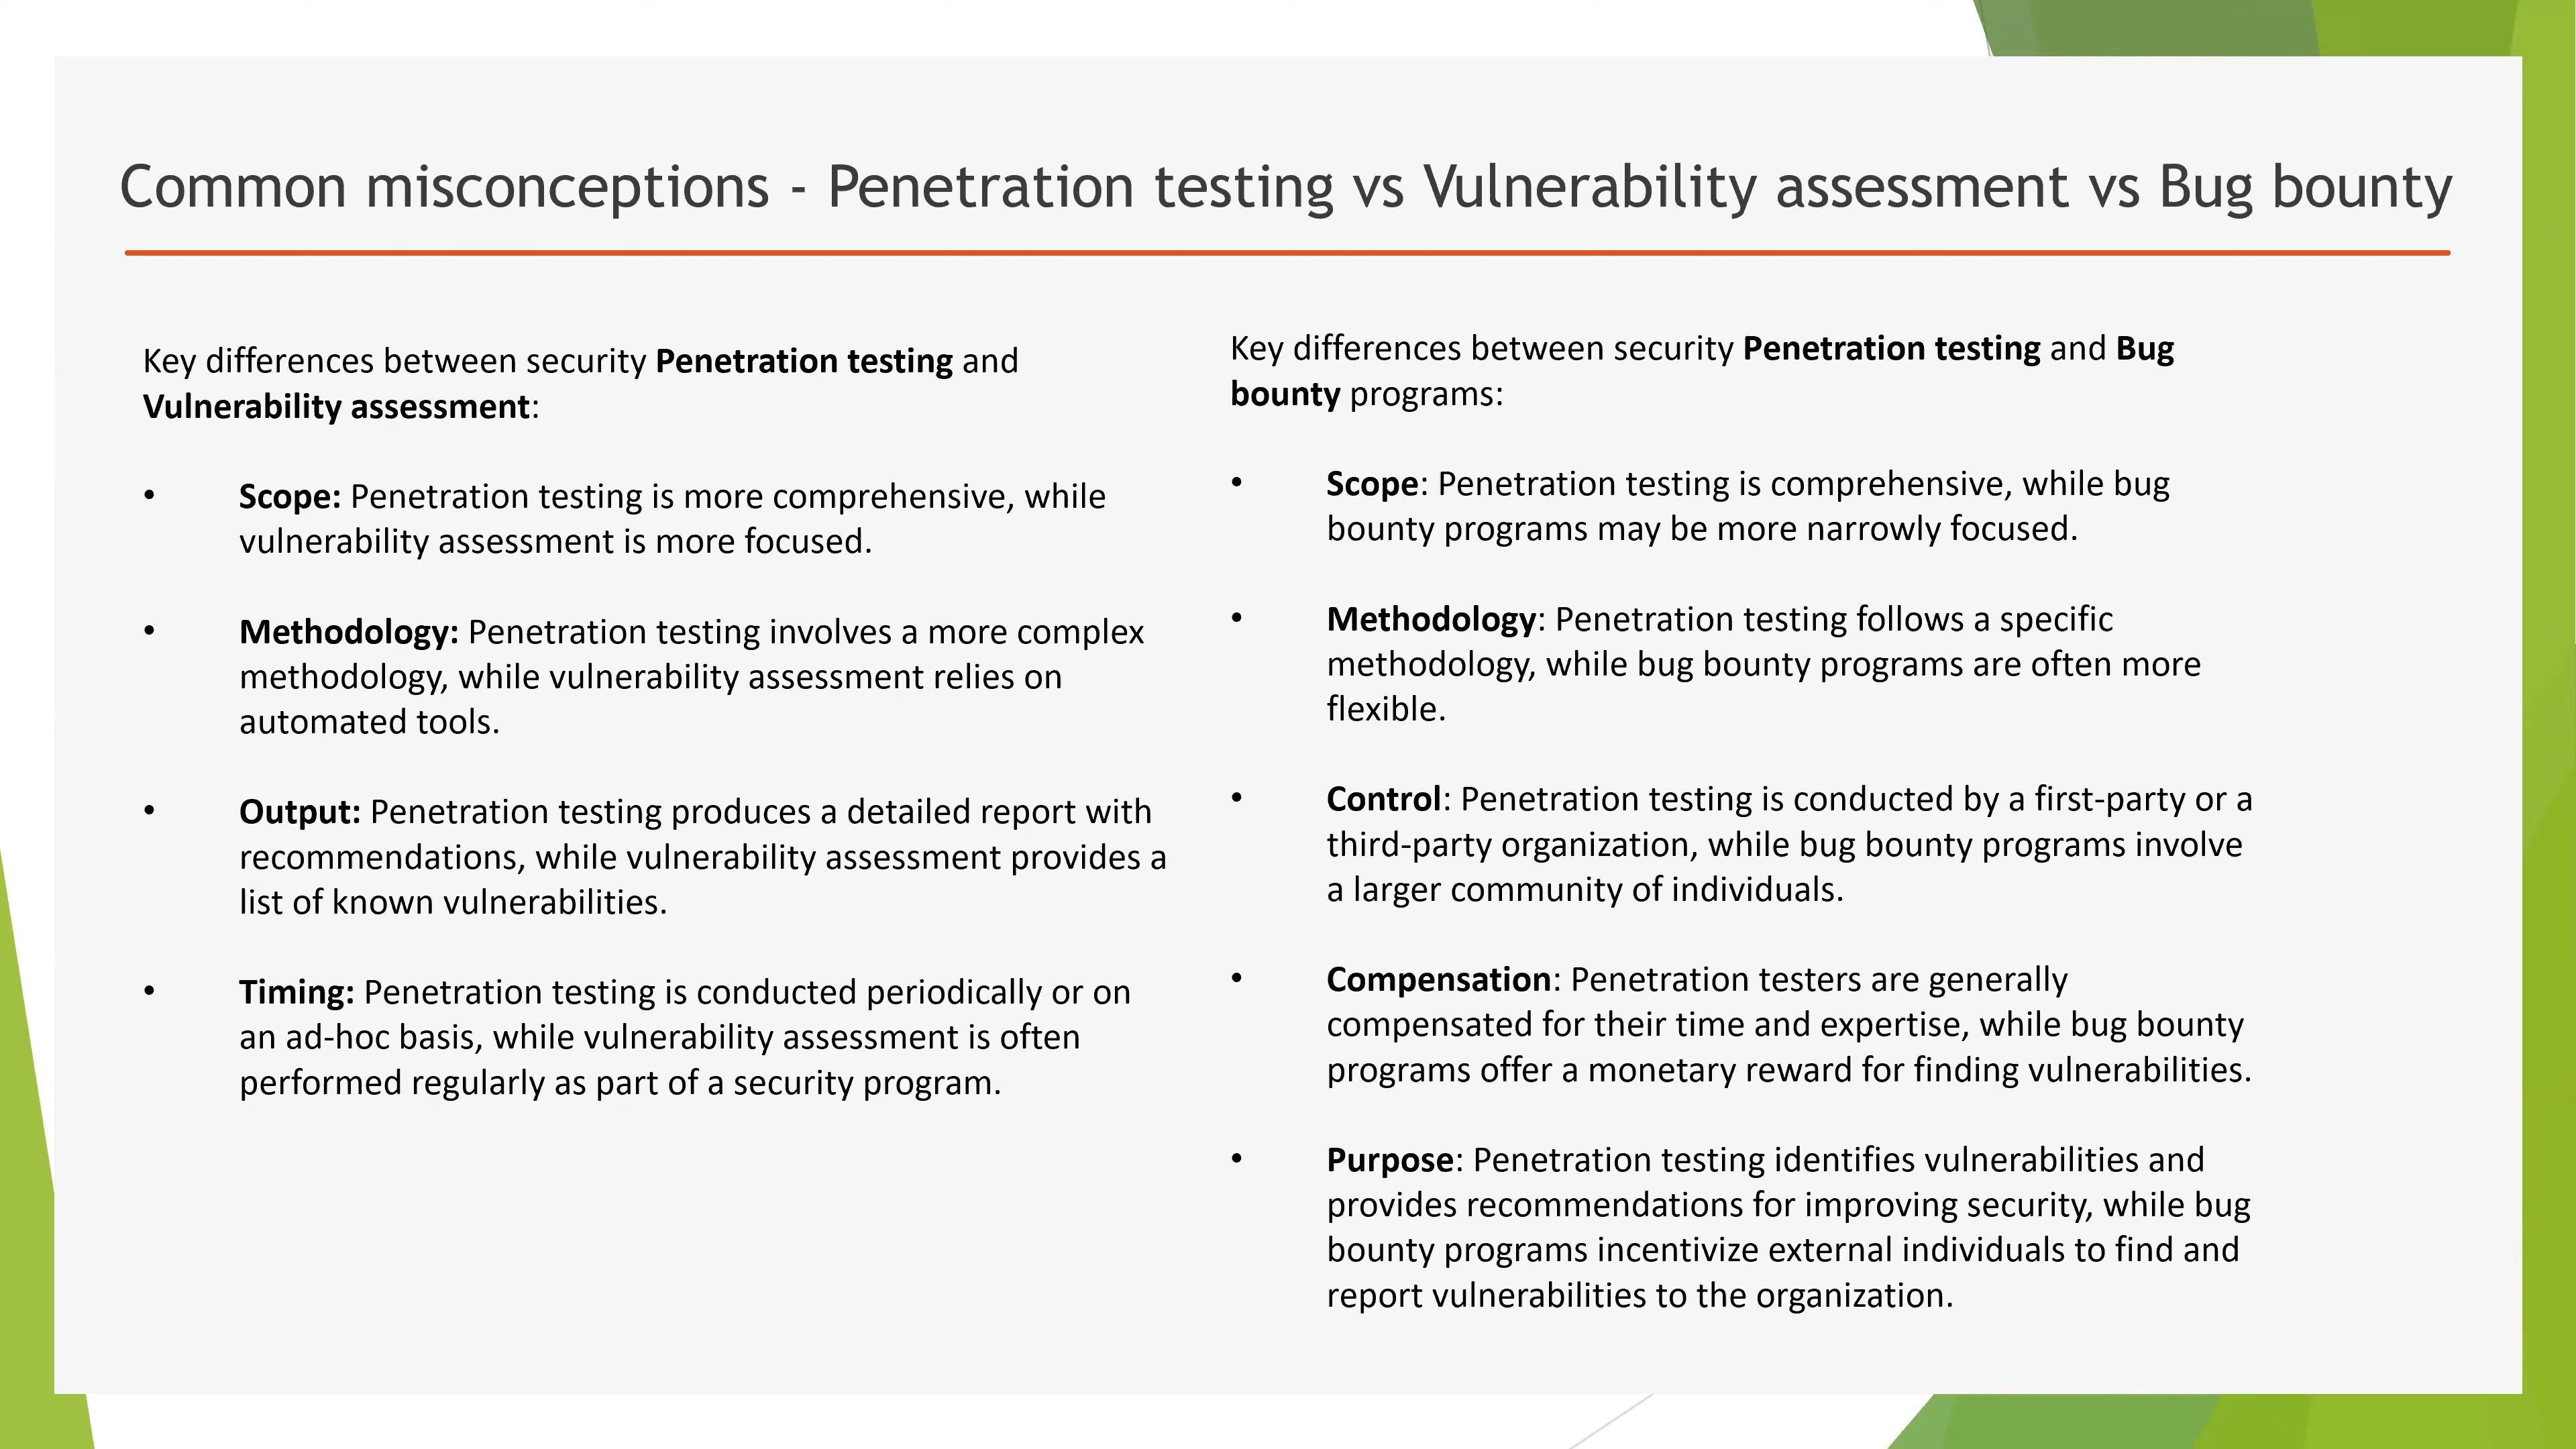 Common misconceptions - Penetration testing vs Vulnerability assessment vs Bug bounty
Key differences between security Penetration testing and
Vulnerability assessment:
• Scope: Penetration testing is more comprehensive, while
vulnerability assessment is more focused.
• Methodology: Penetration testing involves a more complex
methodology, while vulnerability assessment relies on
automated tools.
• Output: Penetration testing produces a detailed report with
recommendations, while vulnerability assessment provides a
list of known vulnerabilities.
• Timing: Penetration testing is conducted periodically or on
an ad-hoc basis, while vulnerability assessment is often
performed regularly as part of a security program.
Key differences between security Penetration testing and Bug
bounty programs:
• Scope: Penetration testing is comprehensive, while bug
bounty programs may be more narrowly focused.
• Methodology: Penetration testing follows a specific
methodology, while bug bounty programs are often more
flexible.
• Control: Penetration testing is conducted by a first-party or a
third-party organization, while bug bounty programs involve
a larger community of individuals.
• Compensation: Penetration testers are generally
compensated for their time and expertise, while bug bounty
programs offer a monetary reward for finding vulnerabilities.
• Purpose: Penetration testing identifies vulnerabilities and
provides recommendations for improving security, while bug
bounty programs incentivize external individuals to find and
report vulnerabilities to the organization.